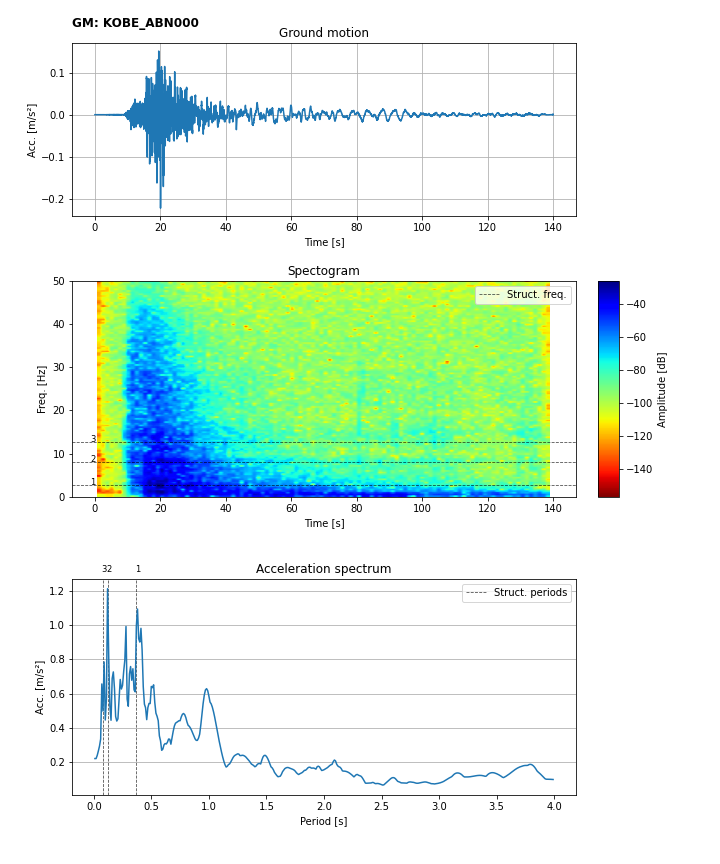 GM: KOBE_ABN000
Ground motion
0.1
0.0
−0.1
−0.2
Acc. [m/s²]
0 20 40 60 80 100 120 140
Time [s]
Spectogram
50
40
30
20
10
0
Freq. [Hz]
Struct. freq.
3
2
1
0 20 40 60 80 100 120 140
Time [s]
−40
−60
−80
−100
−120
−140
Amplitude [dB]
32 1
Acceleration spectrum
1.2
1.0
0.8
0.6
0.4
0.2
Acc. [m/s²]
Struct. periods
0.0 0.5 1.0 1.5 2.0 2.5 3.0 3.5 4.0
Period [s]